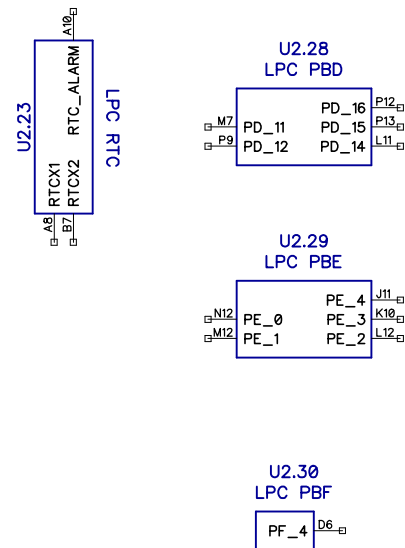 A10
RTC_ALARM
U2.23
LPC RTC
RTCX1
RTCX2
A8
B7
U2.28
LPC PBD
PD_16 P12
M7 PD_11 PD_15 P13
P9 PD_12 PD_14 L11
U2.29
LPC PBE
PE_4 J11
N12 PE_0 PE_3 K10
M12 PE_1 PE_2 L12
U2.30
LPC PBF
PF_4 D6